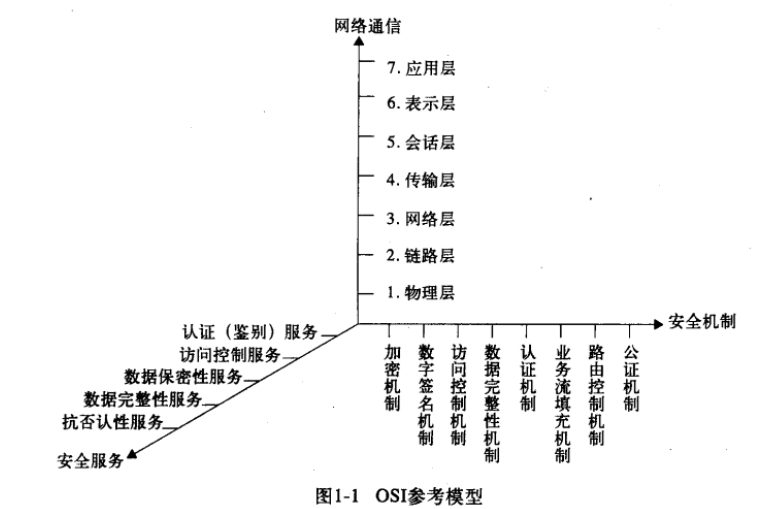 网络通信
7. 应用层
6. 表示层
5. 会话层
4. 传输层
3. 网络层
2. 链路层
1. 物理层
安全机制
认证（鉴别）服务
访问控制服务
数据保密性服务
数据完整性服务
抗否认性服务
安全服务
加密机制
数字签名机制
访问控制机制
数据完整性机制
认证机制
业务流填充机制
路由控制机制
公证机制
图1-1 OSI参考模型